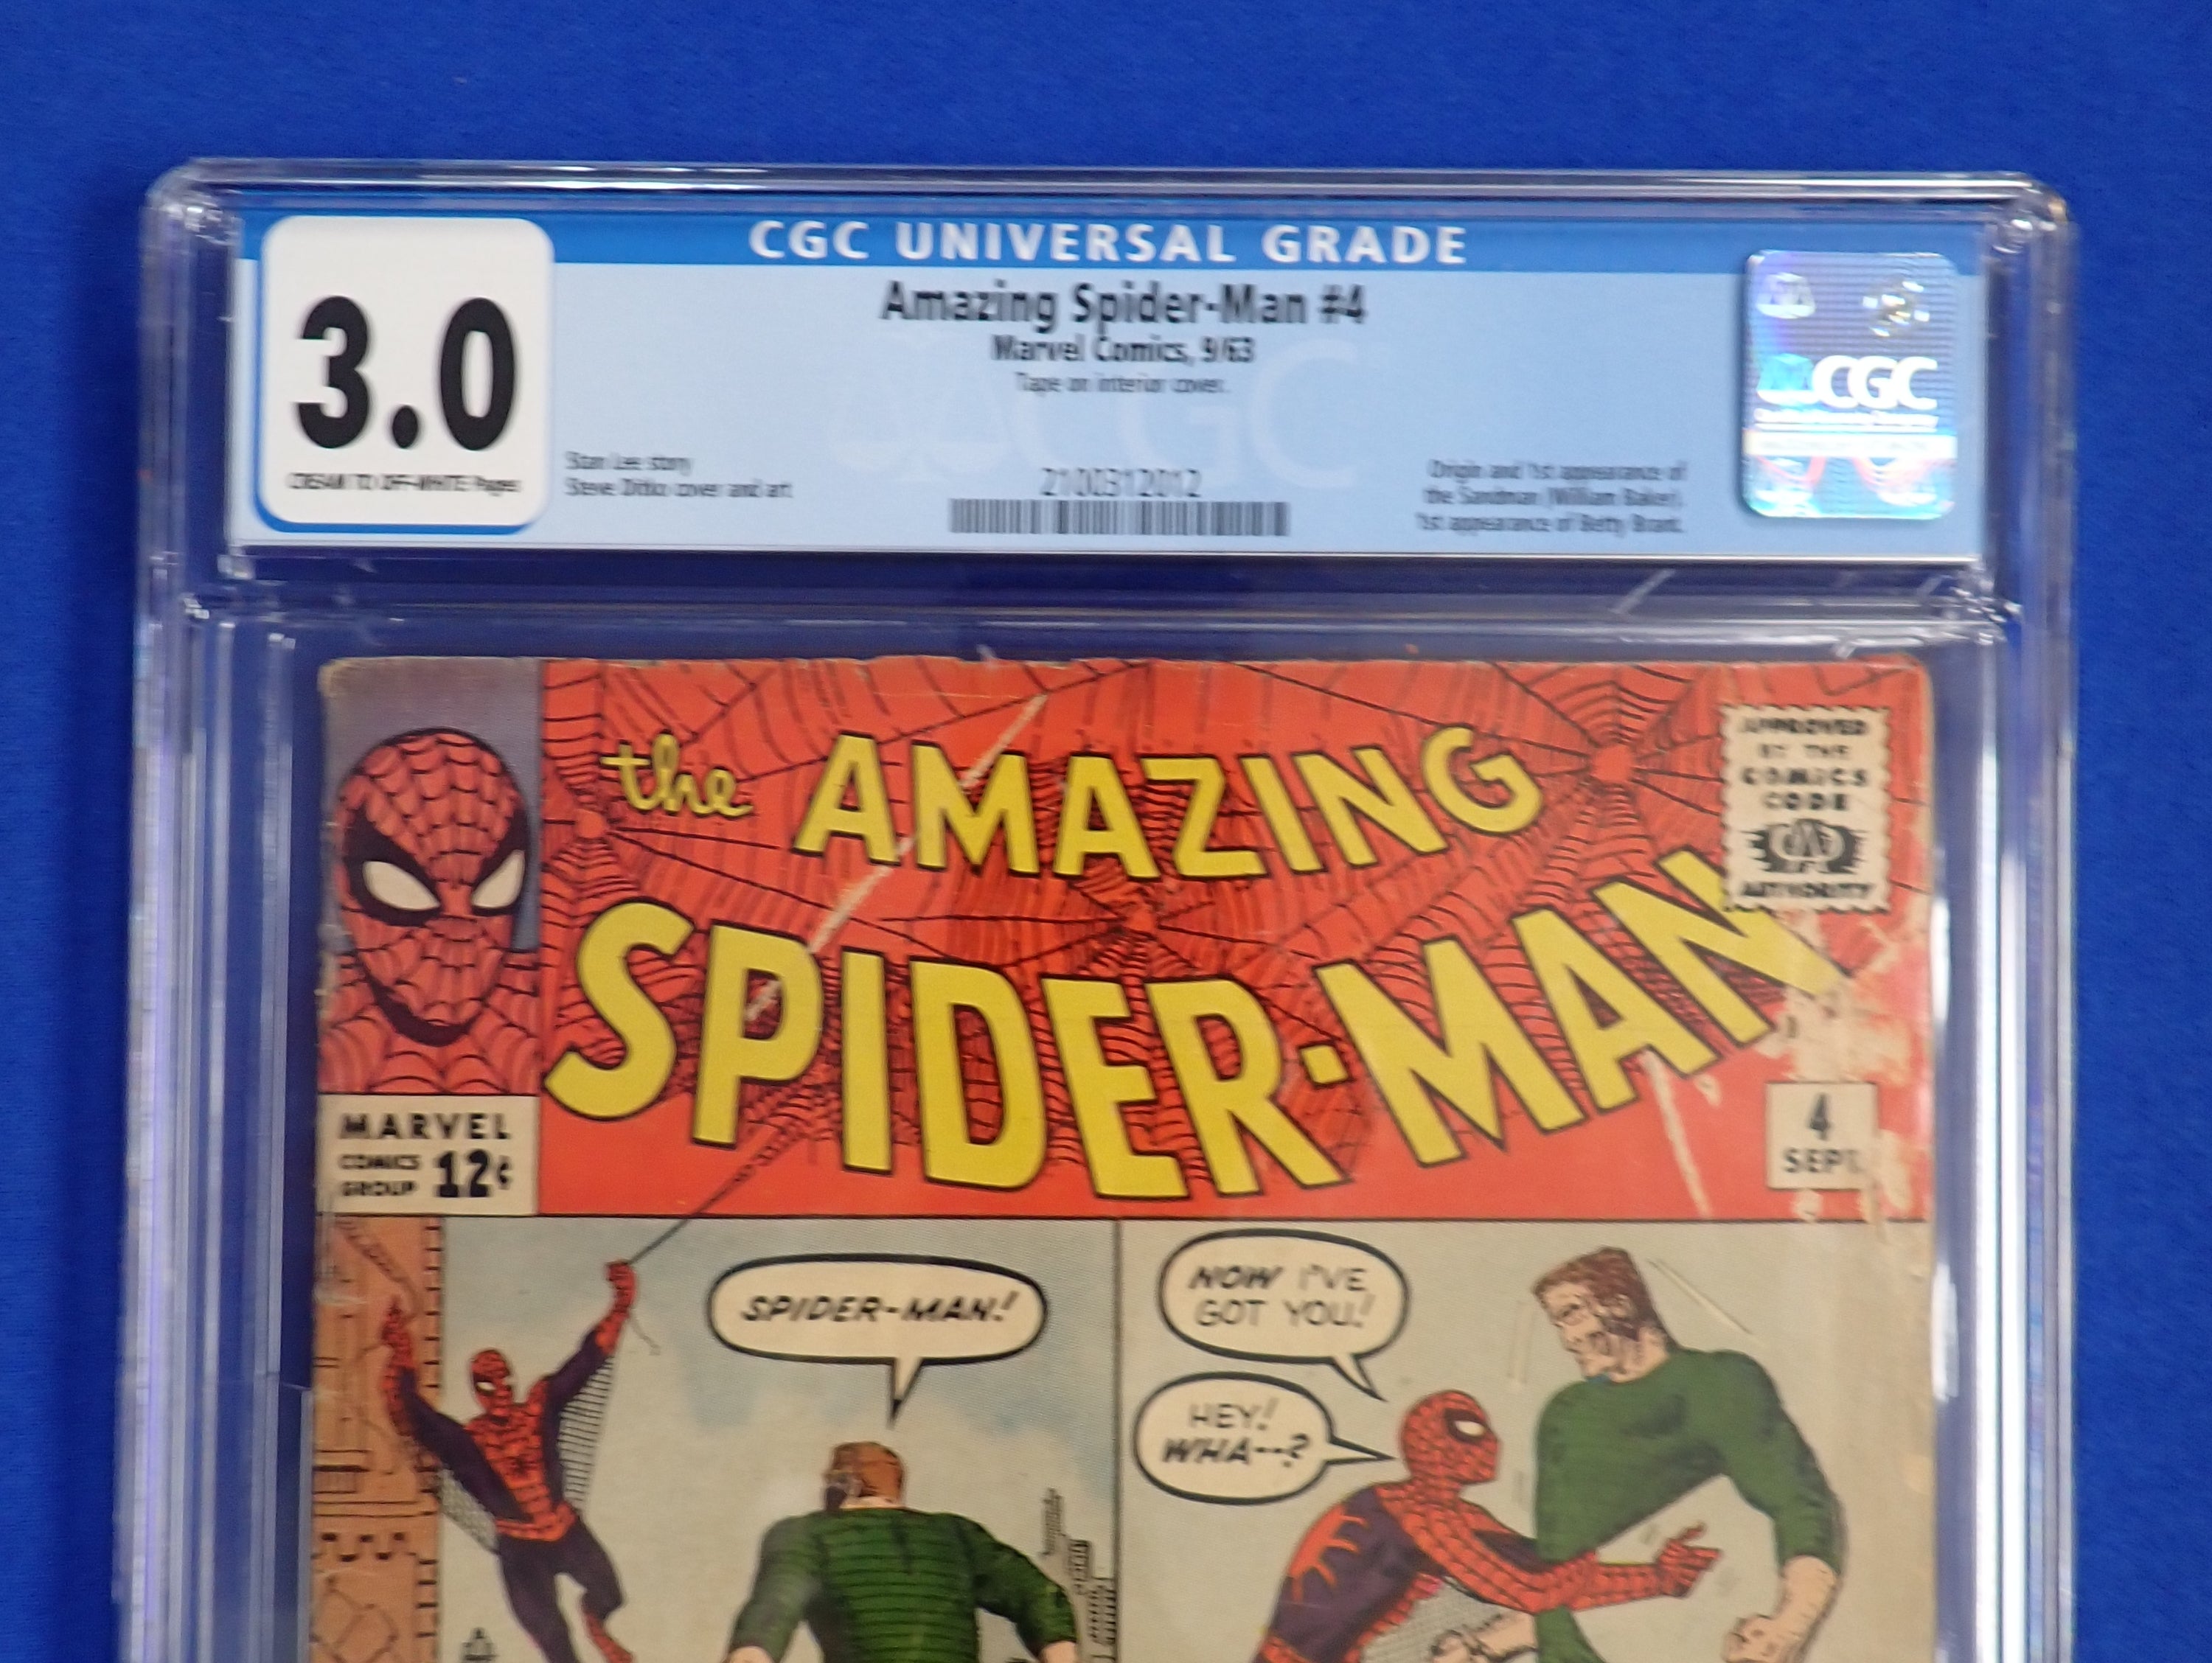 CGC UNIVERSAL GRADE
3.0
CREAM TO OFF-WHITE Pages
Amazing Spider-Man #4
Marvel Comics, 9/63
Tape on interior cover.
Stan Lee story
Steve Ditko cover and art
2100312012
Origin and 1st appearance of
the Sandman (William Baker).
1st appearance of Betty Brant.
CGC
CGC
the AMAZING
SPIDER-MAN
APPROVED
BY THE
COMICS
CODE
AUTHORITY
MARVEL
COMICS
GROUP
12¢
4
SEPT.
SPIDER-MAN!
NOW I'VE
GOT YOU!
HEY!
WHA--?